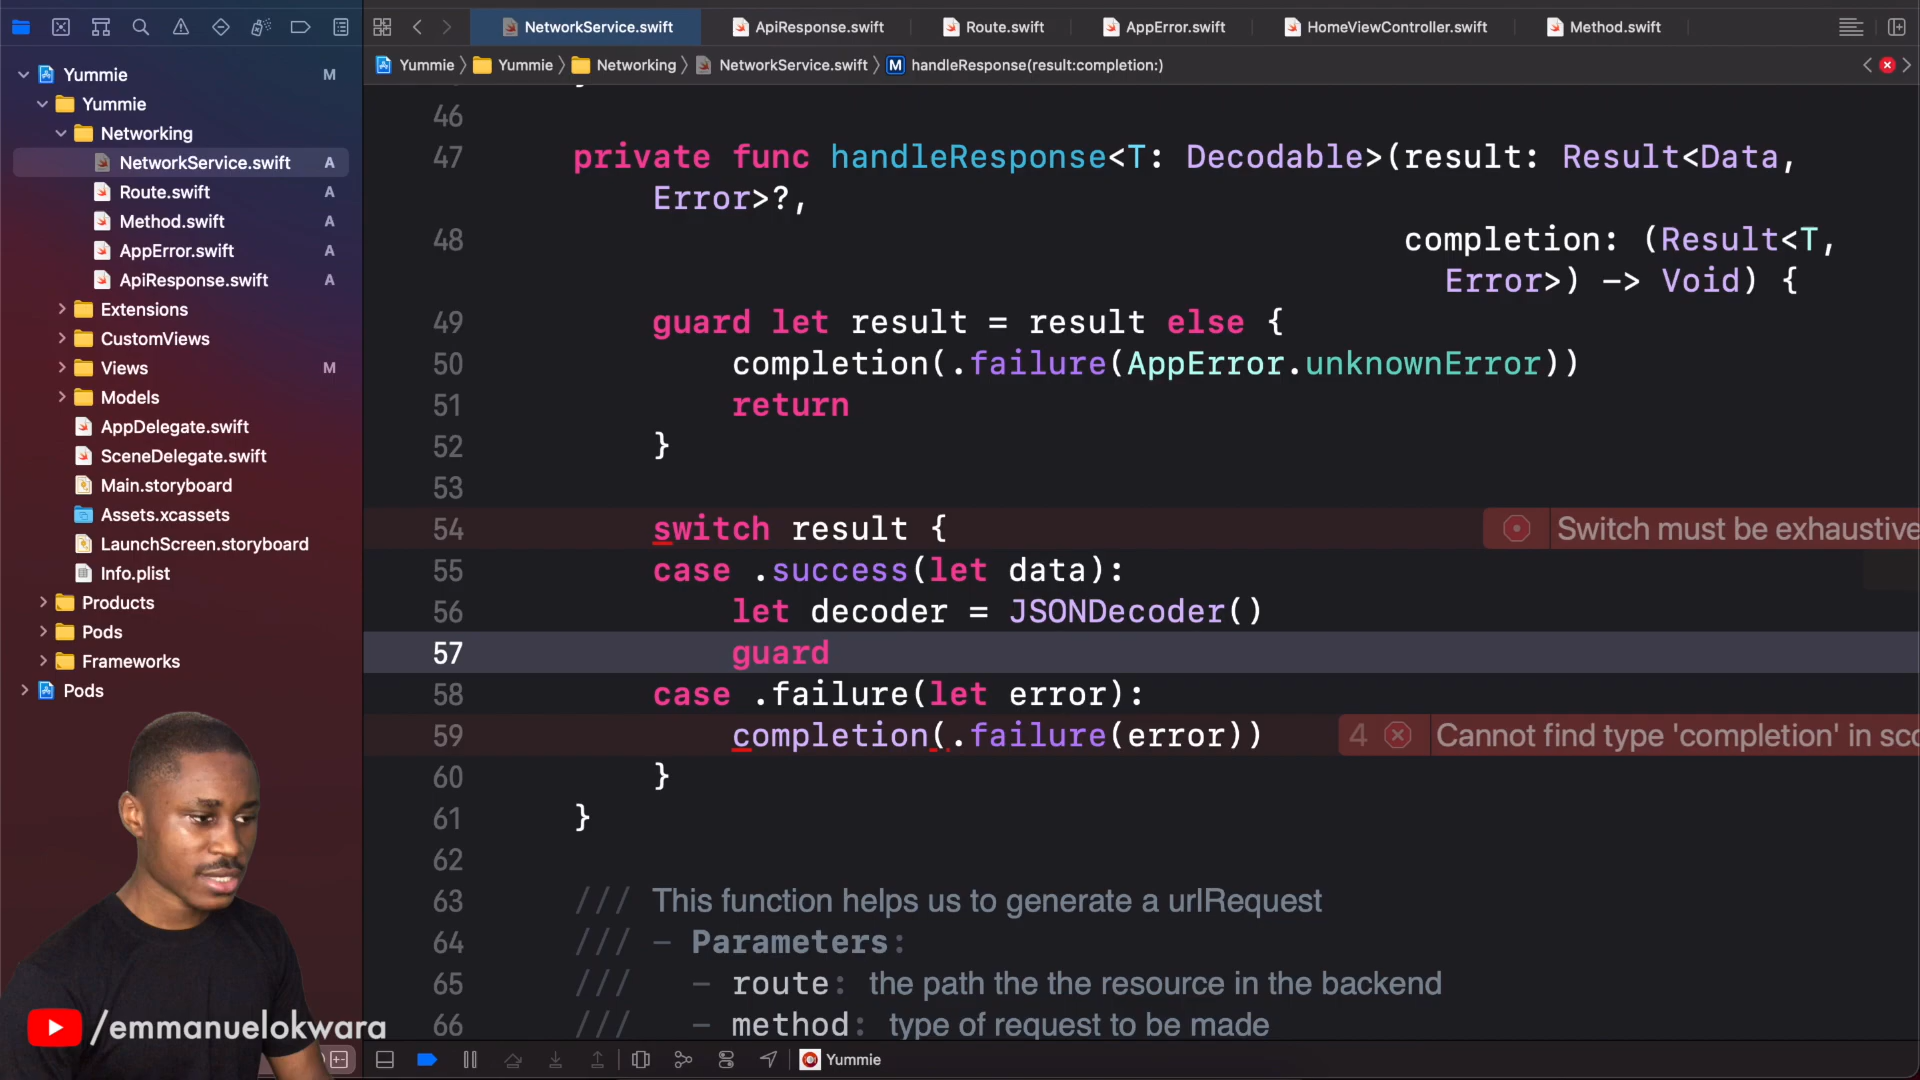 NetworkService.swift
ApiResponse.swift
Route.swift
AppError.swift
HomeViewController.swift
Method.swift
Yummie
Yummie
Networking
NetworkService.swift
handleResponse(result:completion:)
Yummie M
Yummie
Networking
NetworkService.swift A
Route.swift A
Method.swift A
AppError.swift A
ApiResponse.swift A
Extensions
CustomViews
Views M
Models
AppDelegate.swift
SceneDelegate.swift
Main.storyboard
Assets.xcassets
LaunchScreen.storyboard
Info.plist
Products
Pods
Frameworks
Pods
46
47 private func handleResponse<T: Decodable>(result: Result<Data,
Error>?,
48 completion: (Result<T,
Error>) -> Void) {
49 guard let result = result else {
50 completion(.failure(AppError.unknownError))
51 return
52 }
53
54 switch result { Switch must be exhaustive
55 case .success(let data):
56 let decoder = JSONDecoder()
57 guard
58 case .failure(let error):
59 completion(.failure(error)) 4 Cannot find type 'completion' in sco
60 }
61 }
62
63 /// This function helps us to generate a urlRequest
64 /// - Parameters:
65 /// - route: the path the the resource in the backend
66 /// - method: type of request to be made
/emmanuelokwara
Yummie